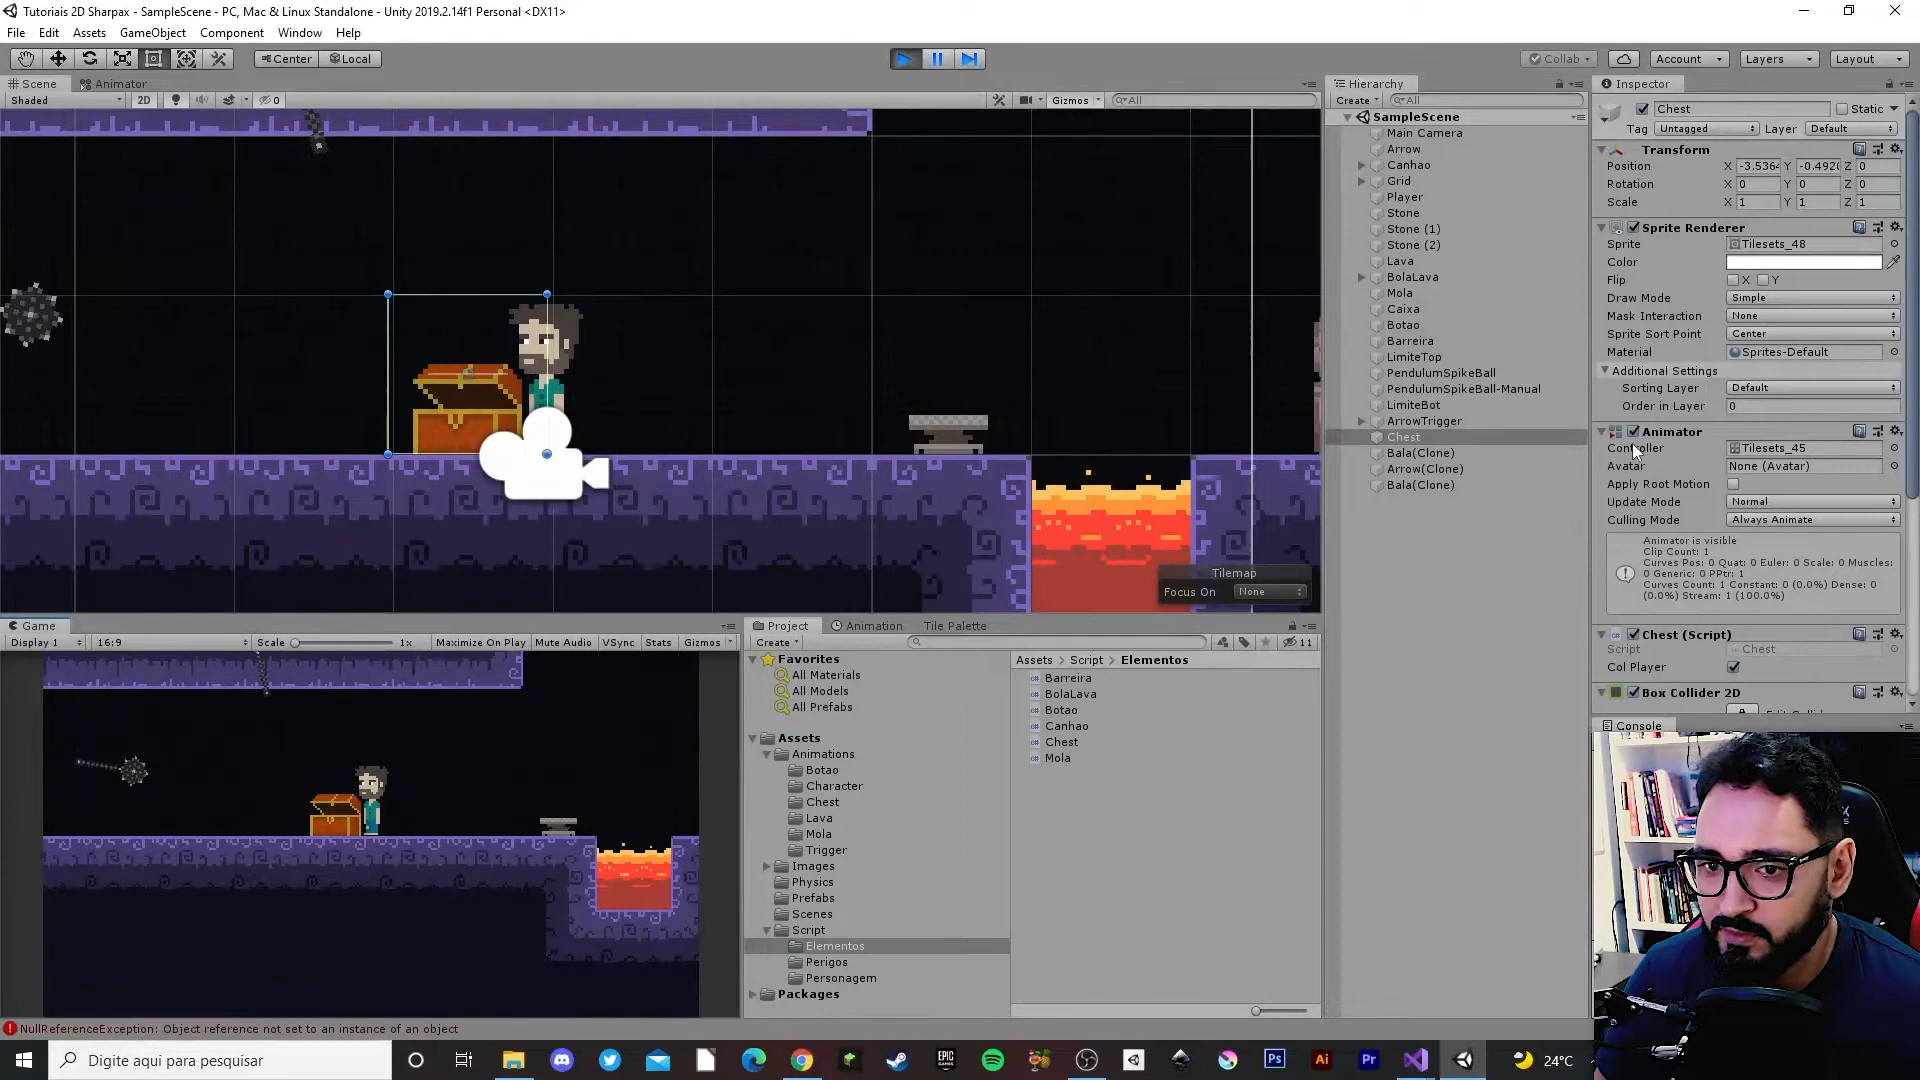 Tutoriais 2D Sharpax - SampleScene - PC, Mac & Linux Standalone - Unity 2019.2.14f1 Personal <DX11>
File Edit Assets GameObject Component Window Help
Center Local
Collab Account Layers Layout
Scene Animator
Shaded 2D 0 Gizmos All
Tilemap
Focus On None
Hierarchy
Create All
SampleScene
Main Camera
Arrow
Canhao
Grid
Player
Stone
Stone (1)
Stone (2)
Lava
BolaLava
Mola
Caixa
Botao
Barreira
LimiteTop
PendulumSpikeBall
PendulumSpikeBall-Manual
LimiteBot
ArrowTrigger
Chest
Bala(Clone)
Arrow(Clone)
Bala(Clone)
Inspector
Chest Static
Tag Untagged Layer Default
Transform
Position X -3.5364 Y -0.4920 Z 0
Rotation X 0 Y 0 Z 0
Scale X 1 Y 1 Z 1
Sprite Renderer
Sprite Tilesets_48
Color
Flip X Y
Draw Mode Simple
Mask Interaction None
Sprite Sort Point Center
Material Sprites-Default
Additional Settings
Sorting Layer Default
Order in Layer 0
Animator
Controller Tilesets_45
Avatar None (Avatar)
Apply Root Motion
Update Mode Normal
Culling Mode Always Animate
Animator is visible
Clip Count: 1
Curves Pos: 0 Quat: 0 Euler: 0 Scale: 0 Muscles:
0 Generic: 0 PPtr: 1
Curves Count: 1 Constant: 0 (0.0%) Dense: 0
(0.0%) Stream: 1 (100.0%)
Chest (Script)
Script Chest
Col Player
Box Collider 2D
Console
Game
Display 1 16:9 Scale 1x Maximize On Play Mute Audio VSync Stats Gizmos
Project Animation Tile Palette
Create 11
Favorites
All Materials
All Models
All Prefabs
Assets
Animations
Botao
Character
Chest
Lava
Mola
Trigger
Images
Physics
Prefabs
Scenes
Script
Elementos
Perigos
Personagem
Packages
Assets Script Elementos
Barreira
BolaLava
Botao
Canhao
Chest
Mola
NullReferenceException: Object reference not set to an instance of an object
Digite aqui para pesquisar
EPIC GAMES
Ps
Ai
Pr
24°C